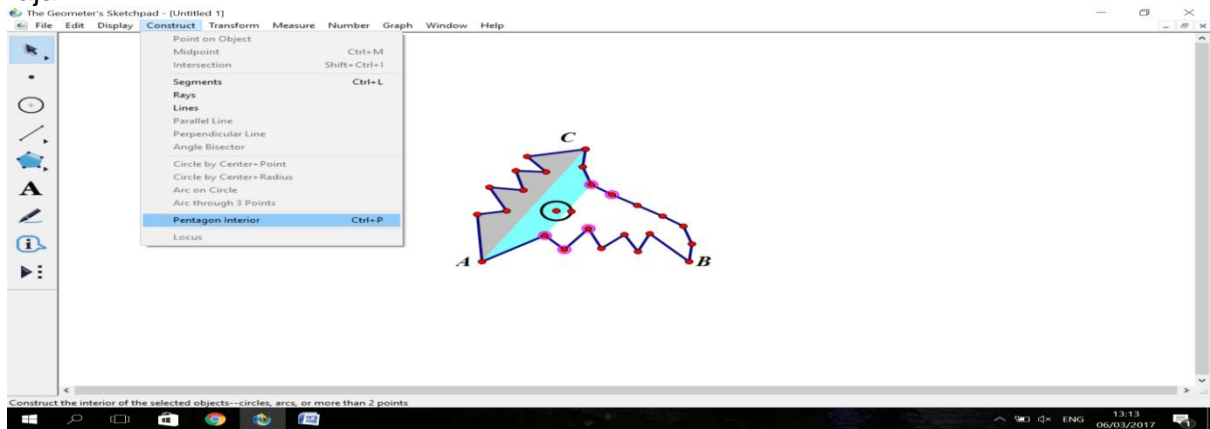 The Geometer's Sketchpad - [Untitled 1]
File Edit Display Construct Transform Measure Number Graph Window Help
Point on Object
Midpoint Ctrl+M
Intersection Shift+Ctrl+I
Segments Ctrl+L
Rays
Lines
Parallel Line
Perpendicular Line
Angle Bisector
Circle by Center+Point
Circle by Center+Radius
Arc on Circle
Arc through 3 Points
Pentagon Interior Ctrl+P
Locus
A
C
A
B
Construct the interior of the selected objects--circles, arcs, or more than 2 points
ENG
13:13
06/03/2017